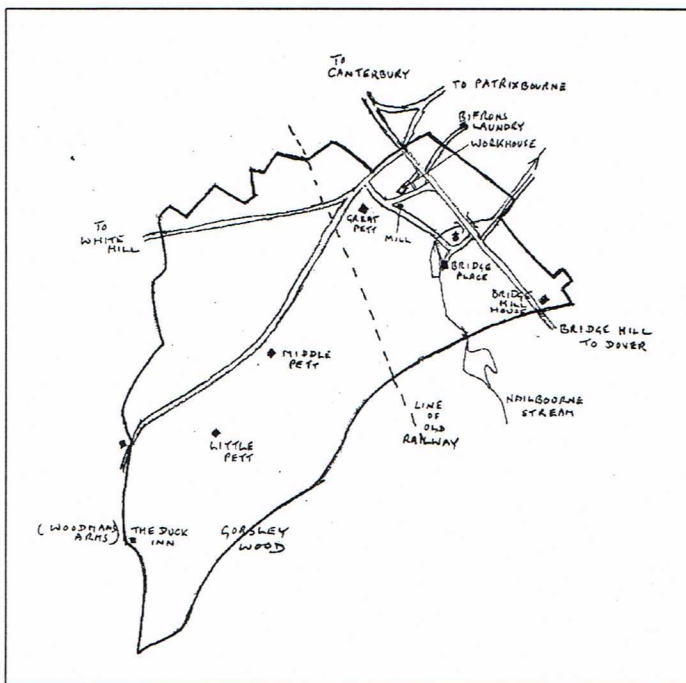 TO
CANTERBURY
TO PATRIXBOURNE
BIFRONS
LAUNDRY
WORKHOUSE
TO
WHITE
HILL
GREAT
PETT
MILL
BRIDGE
PLACE
BRIDGE
HILL
HOUSE
BRIDGE HILL
TO DOVER
MIDDLE
PETT
NAILBOURNE
STREAM
LINE
OF
OLD
RAILWAY
LITTLE
PETT
(WOODMANS
ARMS)
THE DUCK
INN
GORSLEY
WOOD